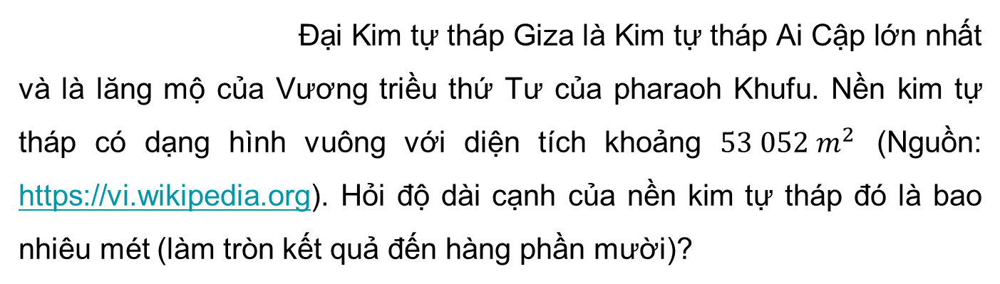 Đại Kim tự tháp Giza là Kim tự tháp Ai Cập lớn nhất
và là lăng mộ của Vương triều thứ Tư của pharaoh Khufu. Nền kim tự
tháp có dạng hình vuông với diện tích khoảng 53 052 m² (Nguồn:
https://vi.wikipedia.org). Hỏi độ dài cạnh của nền kim tự tháp đó là bao
nhiêu mét (làm tròn kết quả đến hàng phần mười)?